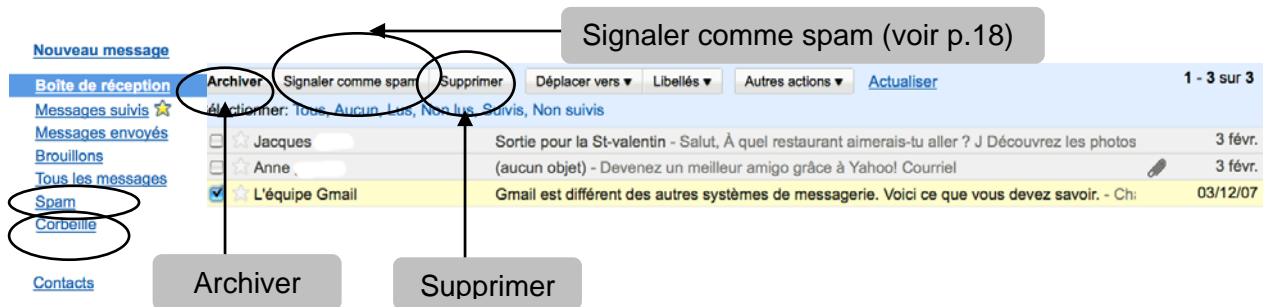 Signaler comme spam (voir p.18)
Nouveau message
Boîte de réception
Messages suivis
Messages envoyés
Brouillons
Tous les messages
Spam
Corbeille
Contacts
Archiver Signaler comme spam Supprimer Déplacer vers ▾ Libellés ▾ Autres actions ▾ Actualiser 1 - 3 sur 3
électionner: Tous, Aucun, Lus, Non lus, Suivis, Non suivis
Jacques Sortie pour la St-valentin - Salut, À quel restaurant aimerais-tu aller ? J Découvrez les photos 3 févr.
Anne (aucun objet) - Devenez un meilleur amigo grâce à Yahoo! Courriel 3 févr.
L'équipe Gmail Gmail est différent des autres systèmes de messagerie. Voici ce que vous devez savoir. - Ch 03/12/07
Archiver
Supprimer